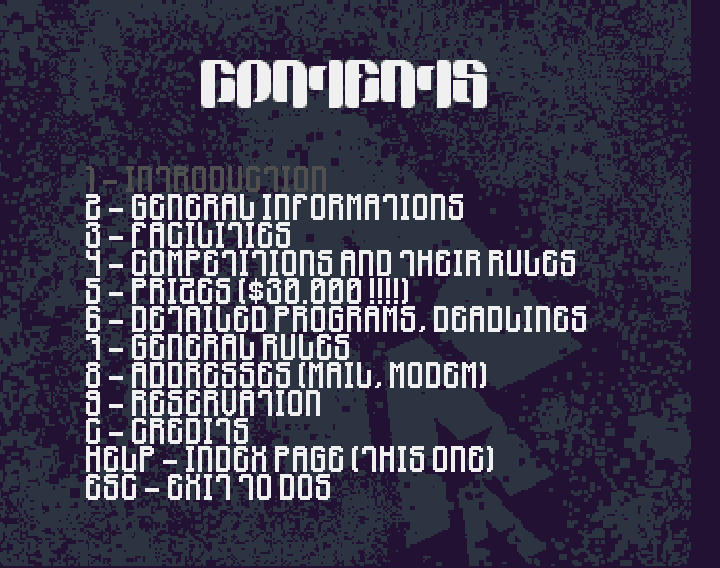 CONTENTS
1 - INTRODUCTION
2 - GENERAL INFORMATIONS
3 - FACILITIES
4 - COMPETITIONS AND THEIR RULES
5 - PRIZES ($30.000 !!!!)
6 - DETAILED PROGRAMS, DEADLINES
7 - GENERAL RULES
8 - ADDRESSES (MAIL, MODEM)
9 - RESERVATION
C - CREDITS
HELP - INDEX PAGE (THIS ONE)
ESC - EXIT TO DOS